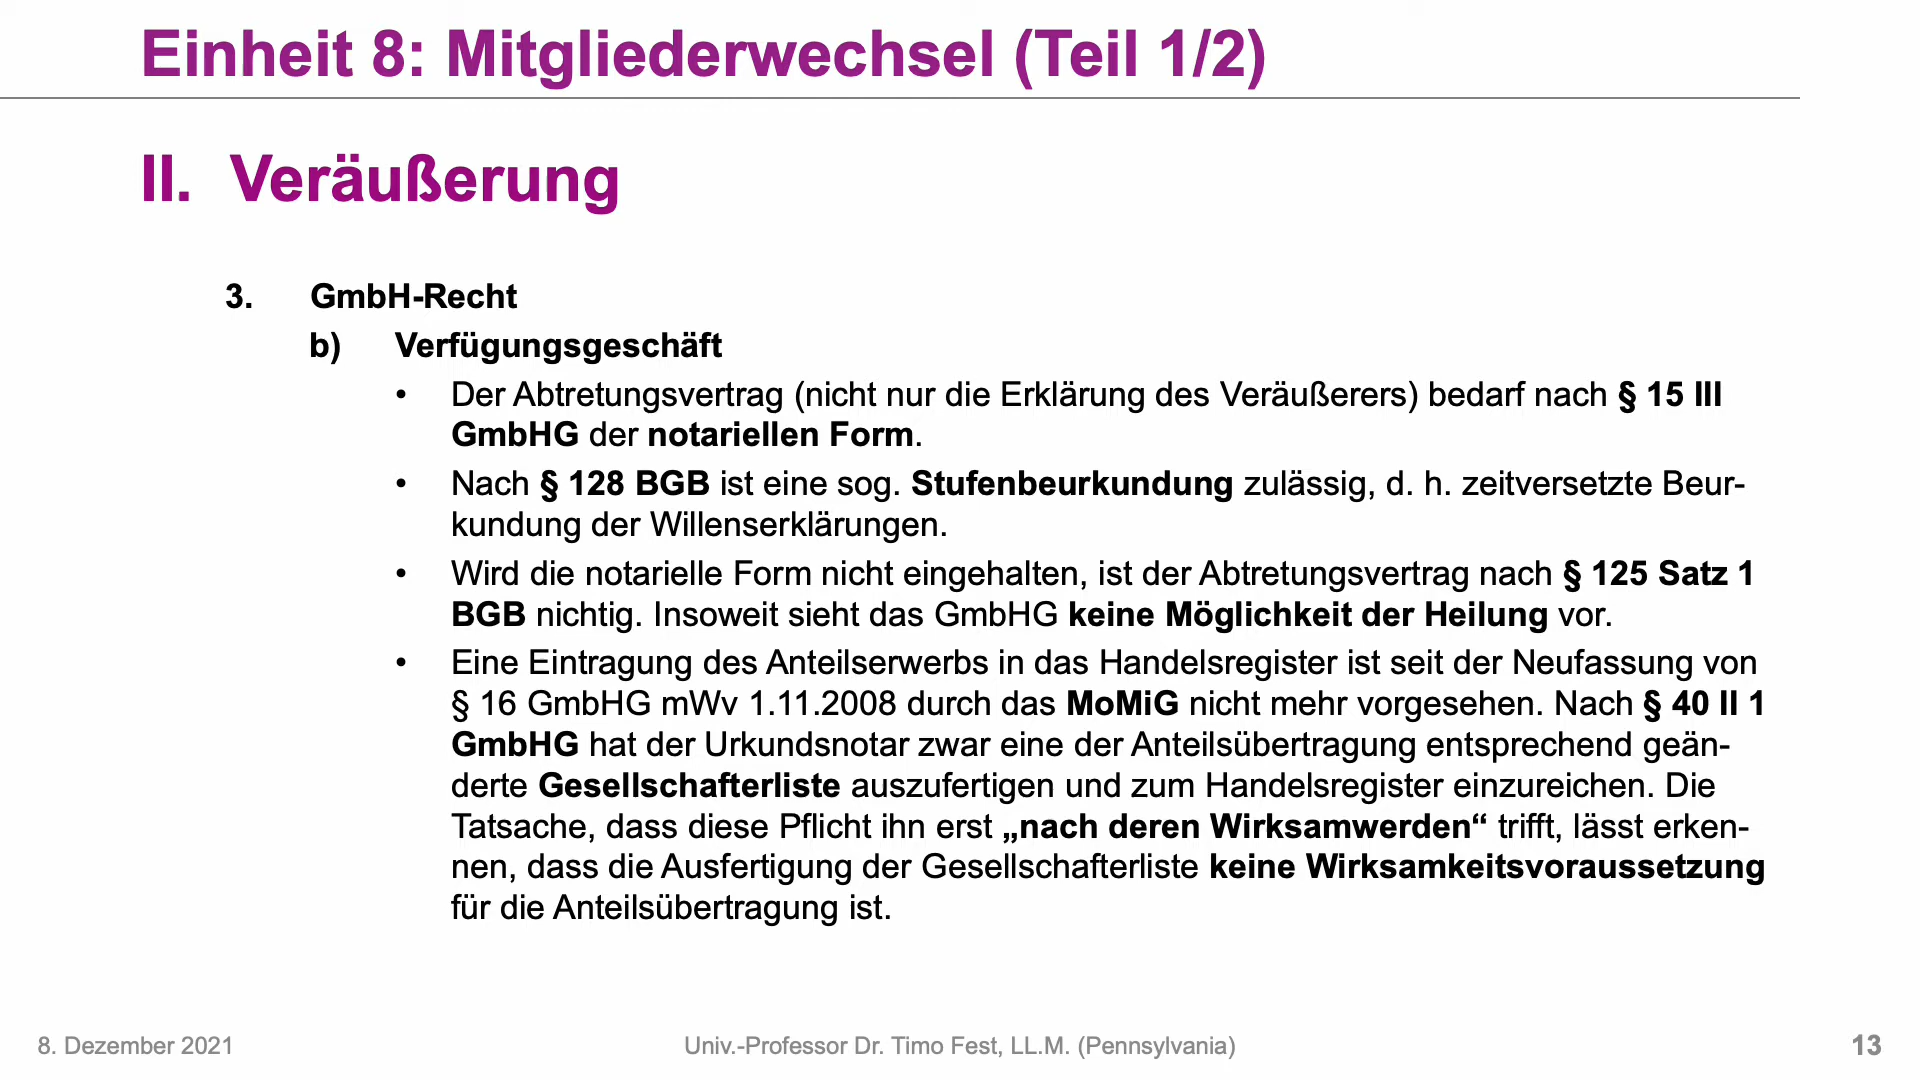 Einheit 8: Mitgliederwechsel (Teil 1/2)
II. Veräußerung
3. GmbH-Recht
b) Verfügungsgeschäft
• Der Abtretungsvertrag (nicht nur die Erklärung des Veräußerers) bedarf nach § 15 III
GmbHG der notariellen Form.
• Nach § 128 BGB ist eine sog. Stufenbeurkundung zulässig, d. h. zeitversetzte Beur-
kundung der Willenserklärungen.
• Wird die notarielle Form nicht eingehalten, ist der Abtretungsvertrag nach § 125 Satz 1
BGB nichtig. Insoweit sieht das GmbHG keine Möglichkeit der Heilung vor.
• Eine Eintragung des Anteilserwerbs in das Handelsregister ist seit der Neufassung von
§ 16 GmbHG mWv 1.11.2008 durch das MoMiG nicht mehr vorgesehen. Nach § 40 II 1
GmbHG hat der Urkundsnotar zwar eine der Anteilsübertragung entsprechend geän-
derte Gesellschafterliste auszufertigen und zum Handelsregister einzureichen. Die
Tatsache, dass diese Pflicht ihn erst „nach deren Wirksamwerden“ trifft, lässt erken-
nen, dass die Ausfertigung der Gesellschafterliste keine Wirksamkeitsvoraussetzung
für die Anteilsübertragung ist.
8. Dezember 2021
Univ.-Professor Dr. Timo Fest, LL.M. (Pennsylvania)
13